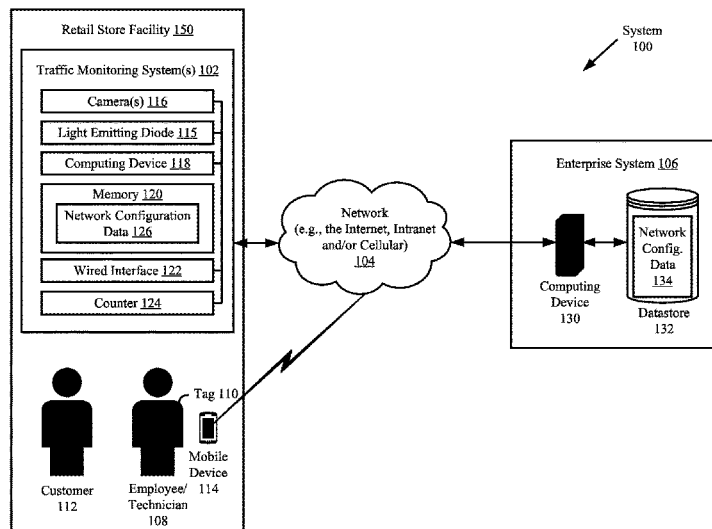 Retail Store Facility 150
Traffic Monitoring System(s) 102
Camera(s) 116
Light Emitting Diode 115
Computing Device 118
Memory 120
Network Configuration
Data 126
Wired Interface 122
Counter 124
Customer
112
Employee/
Technician
108
Tag 110
Mobile
Device
114
Network
(e.g., the Internet, Intranet
and/or Cellular)
104
System
100
Enterprise System 106
Computing
Device
130
Network
Config.
Data
134
Datastore
132